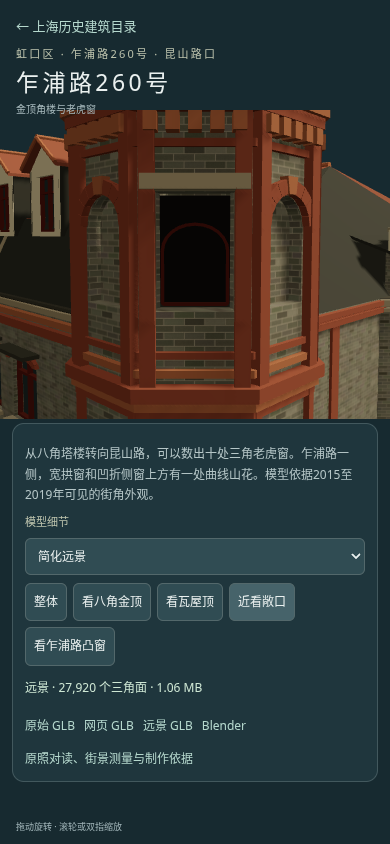 ← 上海历史建筑目录
虹口区 · 乍浦路260号 · 昆山路口
乍浦路260号
金顶角楼与老虎窗
从八角塔楼转向昆山路，可以数出十处三角老虎窗。乍浦路一
侧，宽拱窗和凹折侧窗上方有一处曲线山花。模型依据2015至
2019年可见的街角外观。
模型细节
简化远景
整体 看八角金顶 看瓦屋顶 近看敞口
看乍浦路凸窗
远景 · 27,920 个三角面 · 1.06 MB
原始 GLB 网页 GLB 远景 GLB Blender
原照对读、街景测量与制作依据
拖动旋转 · 滚轮或双指缩放